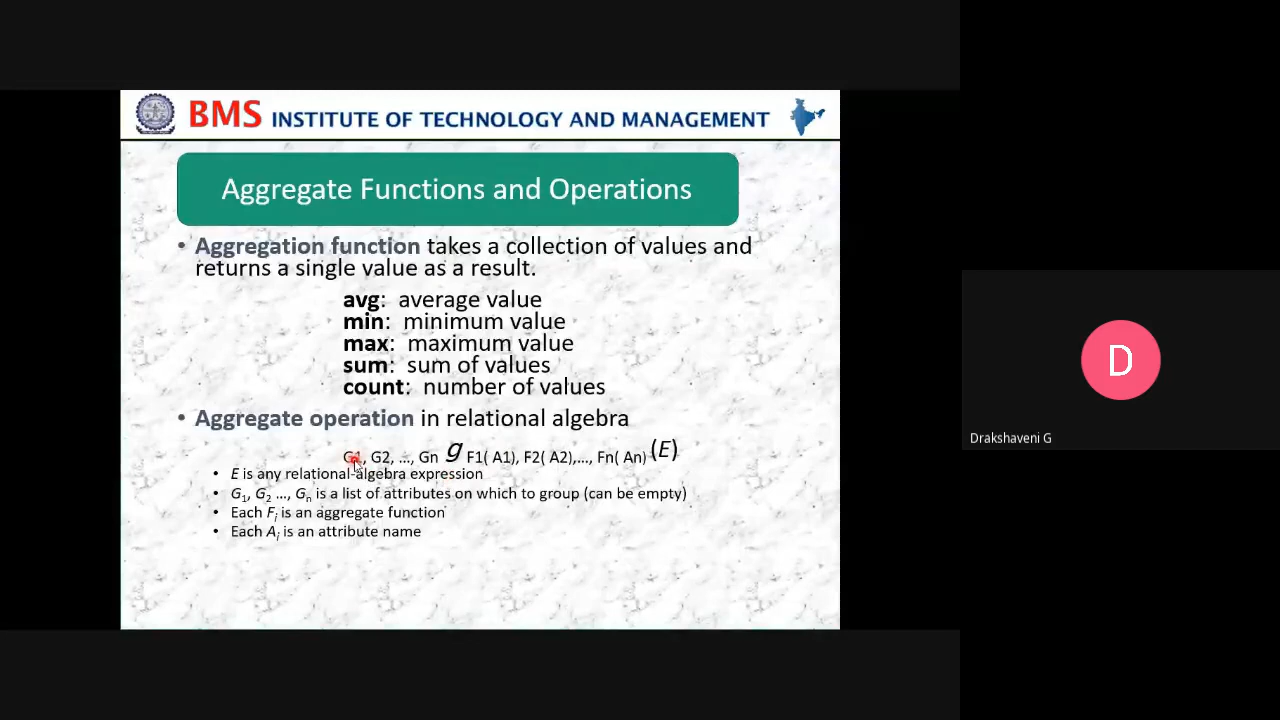 BMS INSTITUTE OF TECHNOLOGY AND MANAGEMENT
Aggregate Functions and Operations
• Aggregation function takes a collection of values and
returns a single value as a result.
avg: average value
min: minimum value
max: maximum value
sum: sum of values
count: number of values
• Aggregate operation in relational algebra
G1, G2, ..., Gn g F1( A1), F2( A2),..., Fn( An) (E)
• E is any relational-algebra expression
• G1, G2 ..., Gn is a list of attributes on which to group (can be empty)
• Each Fi is an aggregate function
• Each Ai is an attribute name
D
Drakshaveni G